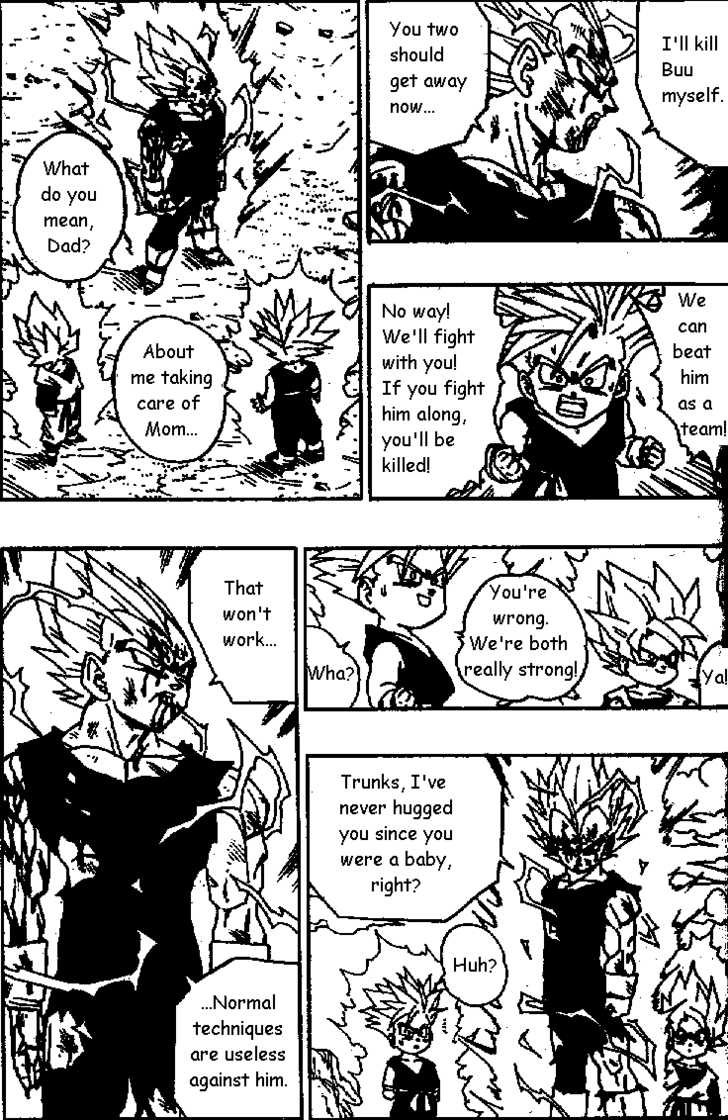 What
do you
mean,
Dad?
About
me taking
care of
Mom...
You two
should
get away
now...
I'll kill
Buu
myself.
No way!
We'll fight
with you!
If you fight
him along,
you'll be
killed!
We
can
beat
him
as a
team!
That
won't
work...
...Normal
techniques
are useless
against him.
Wha?
You're
wrong.
We're both
really strong!
Ya!
Trunks, I've
never hugged
you since you
were a baby,
right?
Huh?